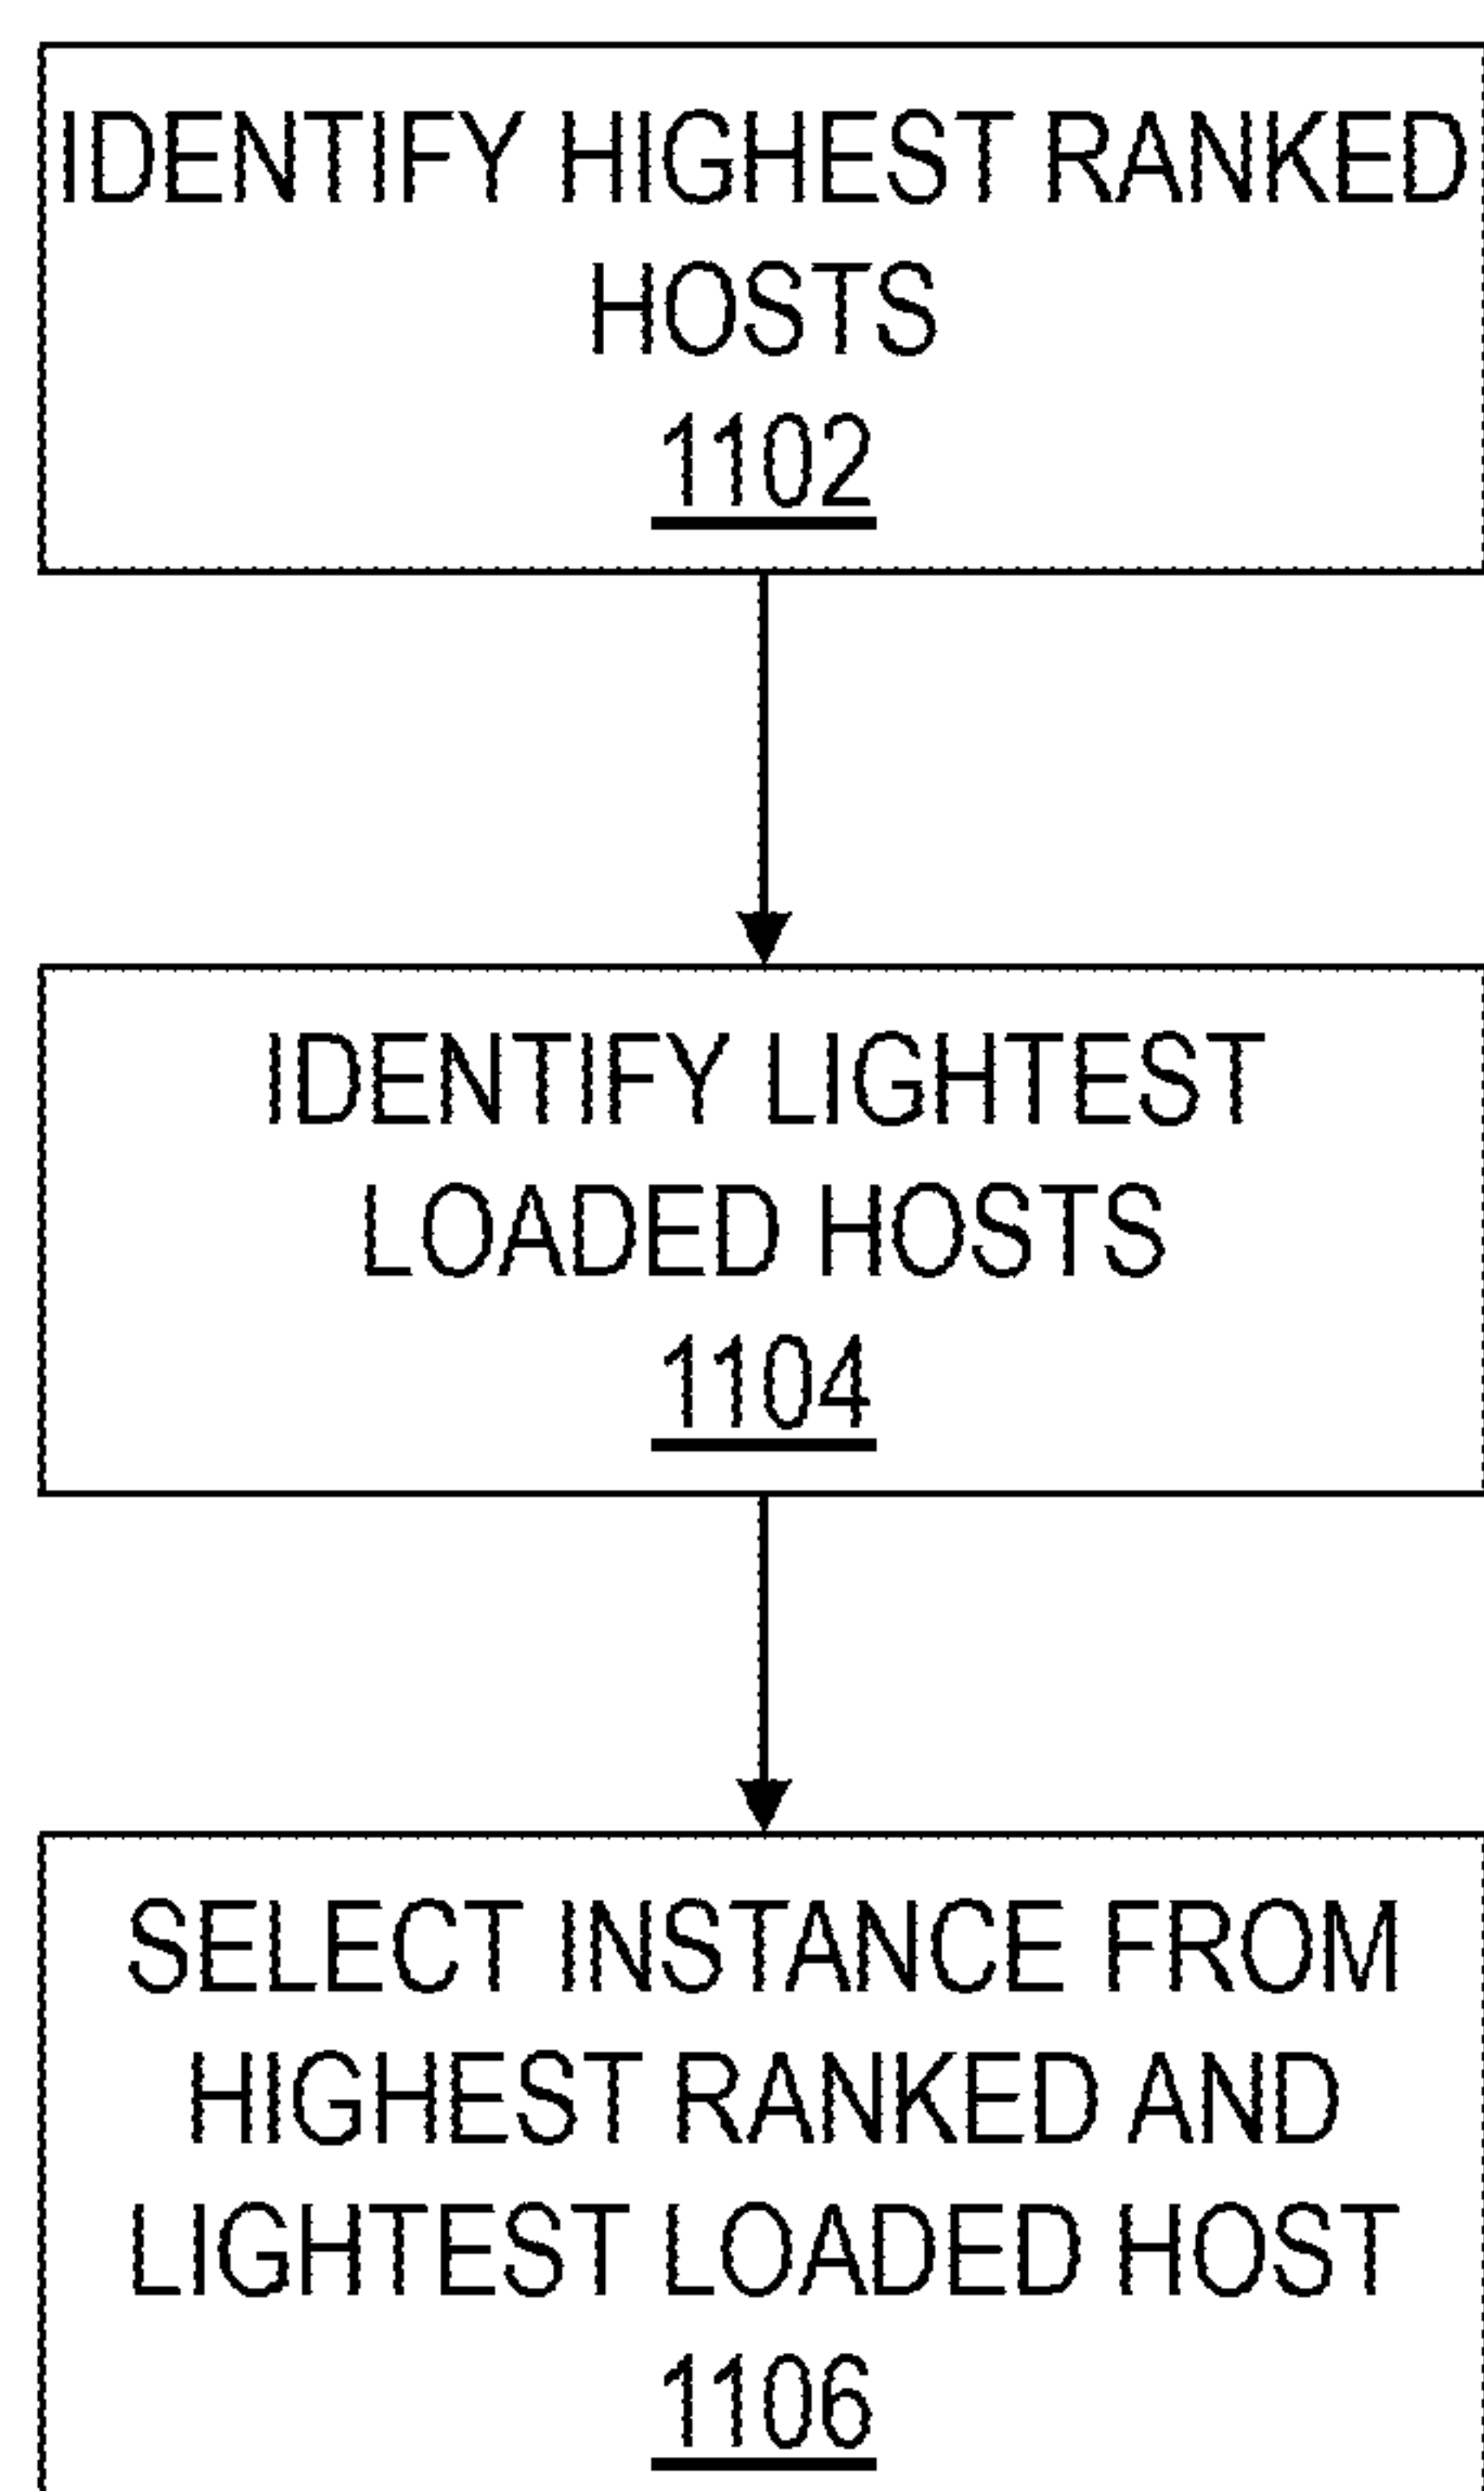 IDENTIFY HIGHEST RANKED
HOSTS
1102
IDENTIFY LIGHTEST
LOADED HOSTS
1104
SELECT INSTANCE FROM
HIGHEST RANKED AND
LIGHTEST LOADED HOST
1106